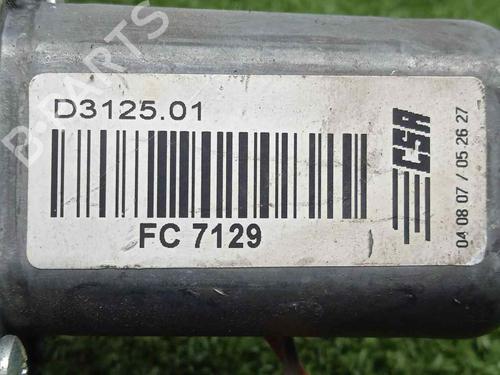 D3125.01
FC 7129
CSA
04 08 07 / 05 26 27
B-PARTS